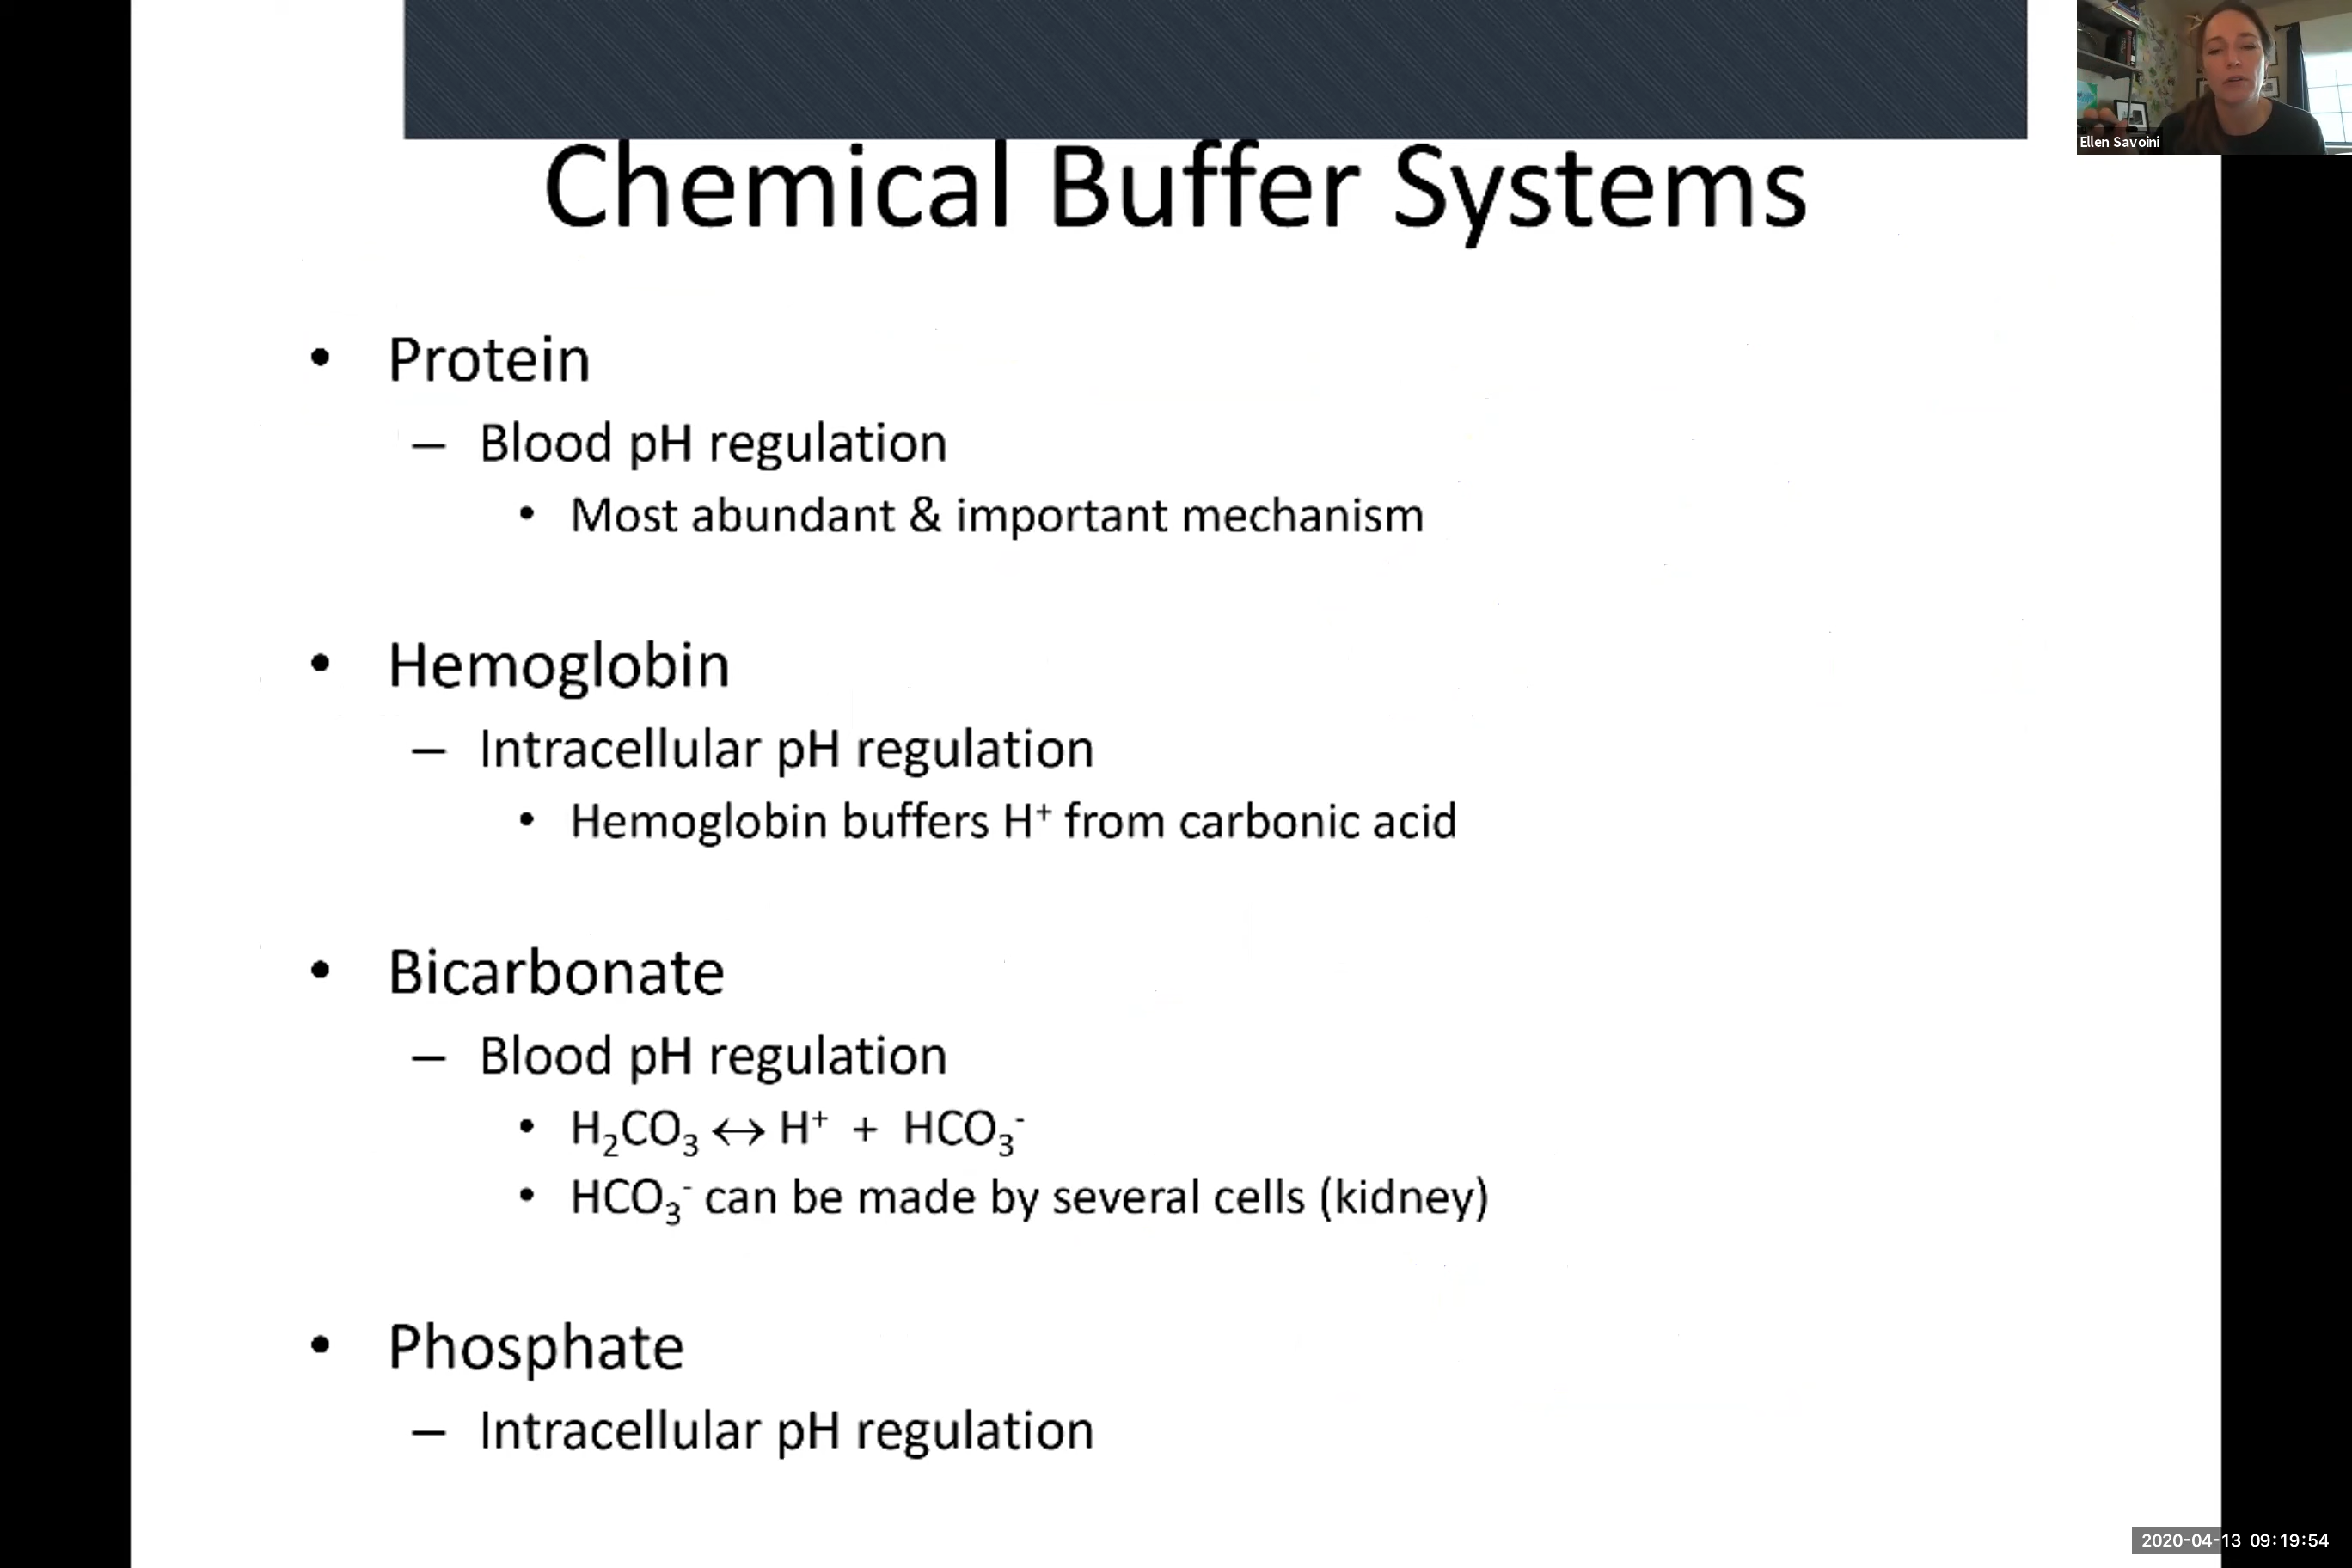 Ellen Savoini
Chemical Buffer Systems
• Protein
– Blood pH regulation
• Most abundant & important mechanism
• Hemoglobin
– Intracellular pH regulation
• Hemoglobin buffers H⁺ from carbonic acid
• Bicarbonate
– Blood pH regulation
• H₂CO₃ ↔ H⁺ + HCO₃⁻
• HCO₃⁻ can be made by several cells (kidney)
• Phosphate
– Intracellular pH regulation
2020-04-13 09:19:54